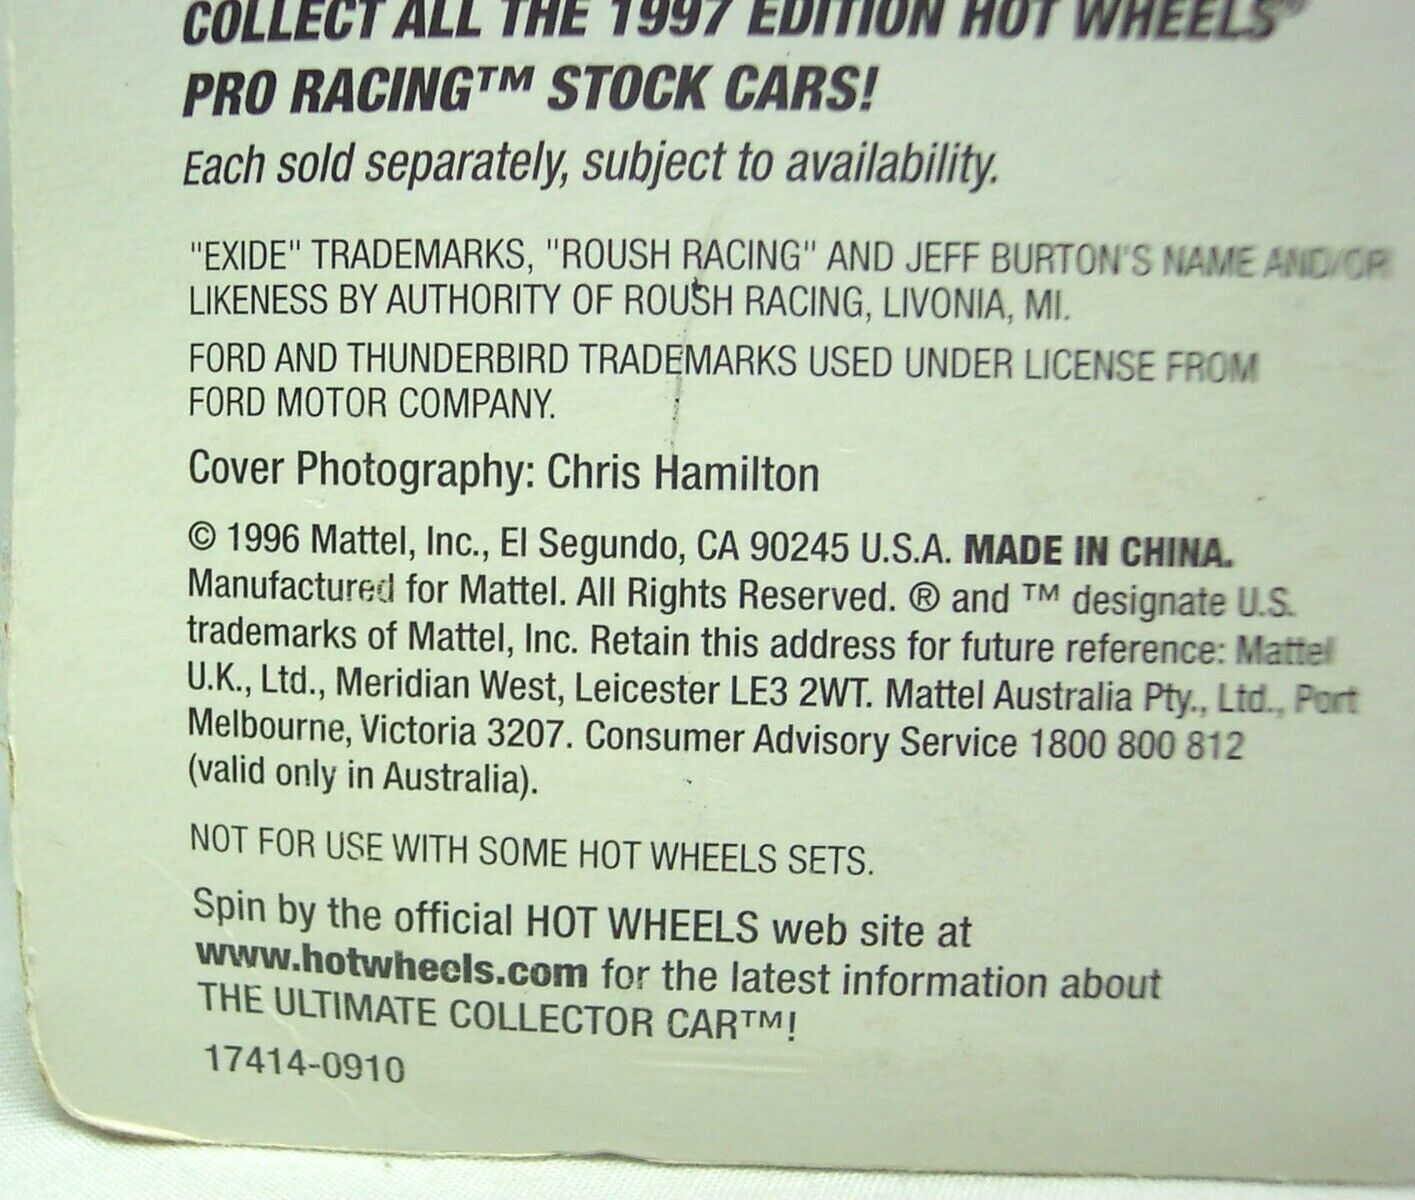 COLLECT ALL THE 1997 EDITION HOT WHEELS®
PRO RACING™ STOCK CARS!
Each sold separately, subject to availability.
"EXIDE" TRADEMARKS, "ROUSH RACING" AND JEFF BURTON'S NAME AND/OR
LIKENESS BY AUTHORITY OF ROUSH RACING, LIVONIA, MI.
FORD AND THUNDERBIRD TRADEMARKS USED UNDER LICENSE FROM
FORD MOTOR COMPANY.
Cover Photography: Chris Hamilton
© 1996 Mattel, Inc., El Segundo, CA 90245 U.S.A. MADE IN CHINA.
Manufactured for Mattel. All Rights Reserved. ® and ™ designate U.S.
trademarks of Mattel, Inc. Retain this address for future reference: Mattel
U.K., Ltd., Meridian West, Leicester LE3 2WT. Mattel Australia Pty., Ltd., Port
Melbourne, Victoria 3207. Consumer Advisory Service 1800 800 812
(valid only in Australia).
NOT FOR USE WITH SOME HOT WHEELS SETS.
Spin by the official HOT WHEELS web site at
www.hotwheels.com for the latest information about
THE ULTIMATE COLLECTOR CAR™!
17414-0910